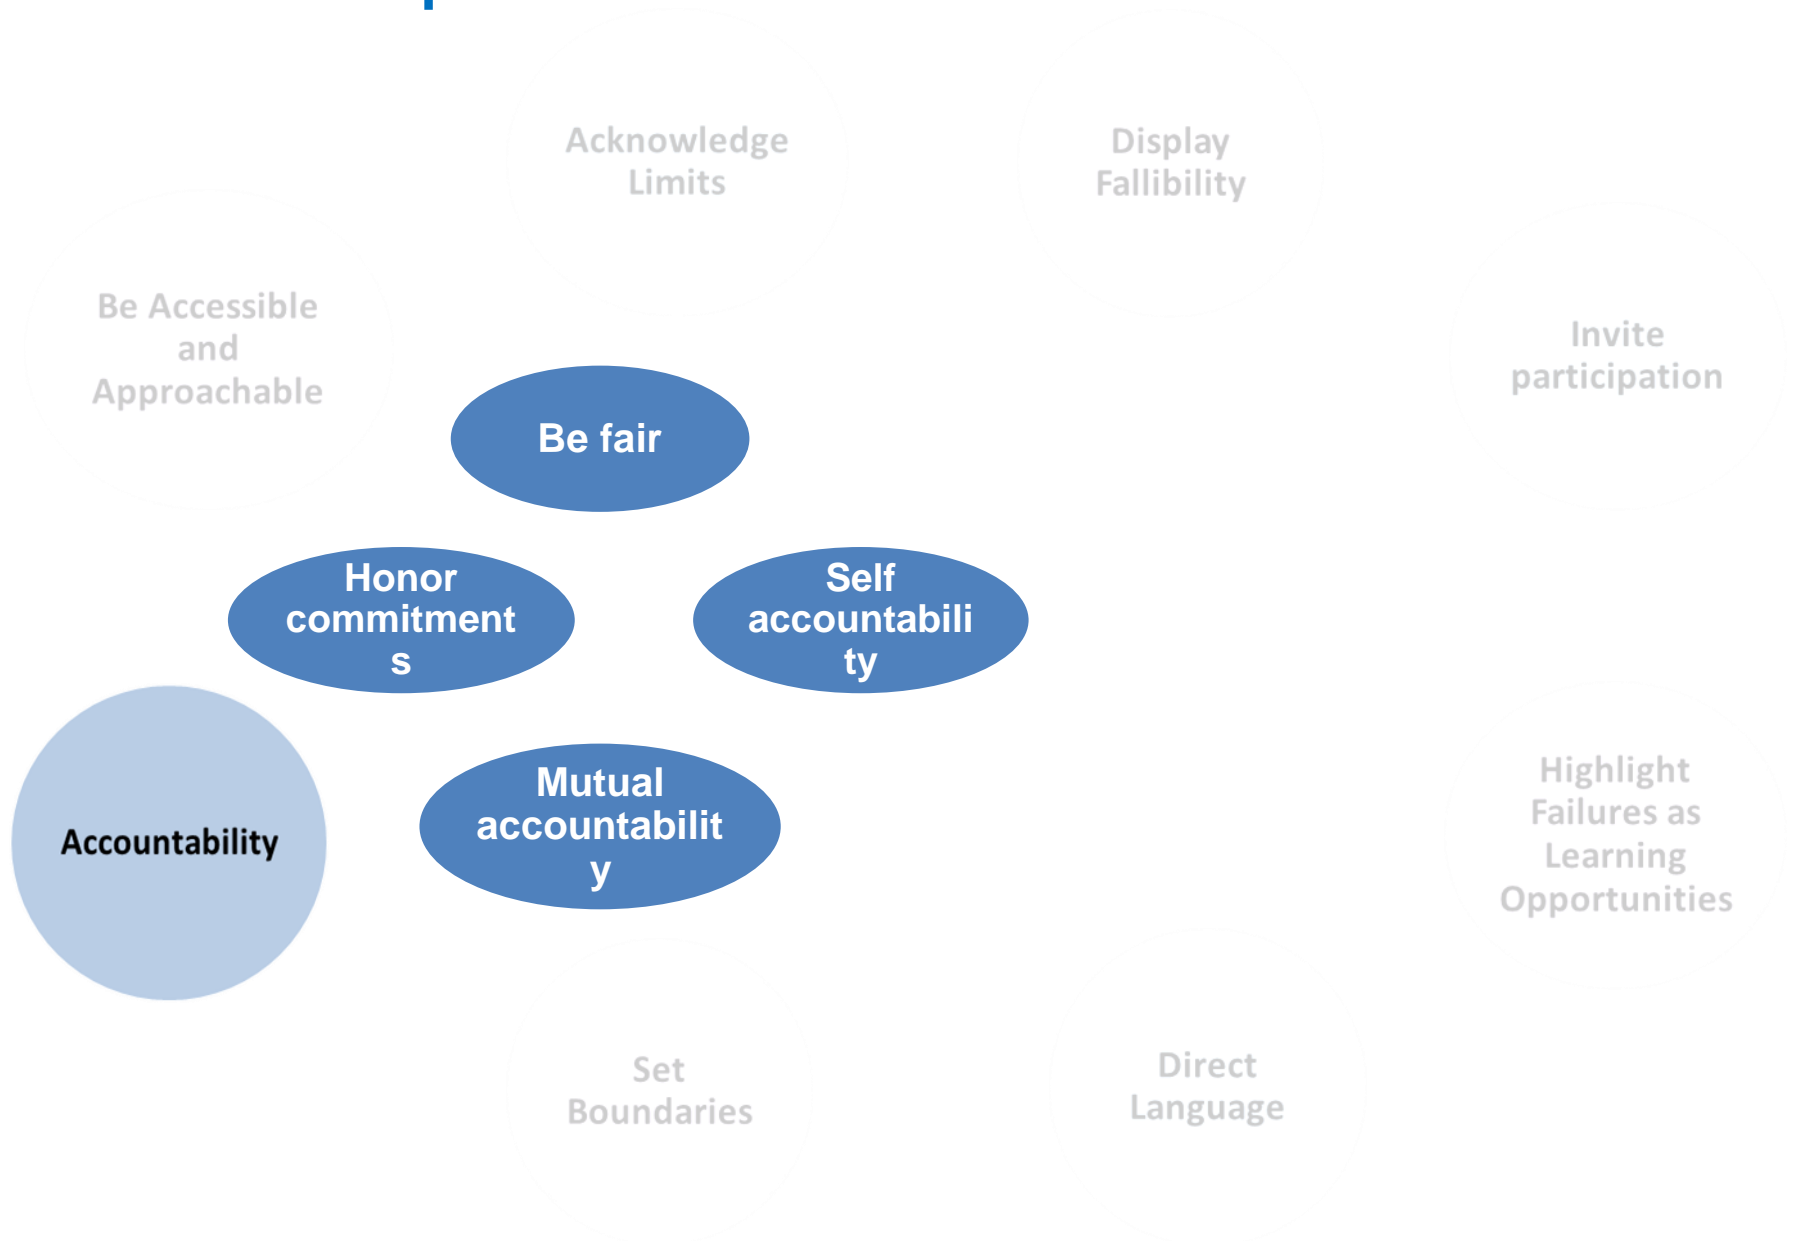 Acknowledge
Limits
Display
Fallibility
Be Accessible
and
Approachable
Invite
participation
Be fair
Honor
commitment
s
Self
accountabili
ty
Mutual
accountabilit
y
Accountability
Highlight
Failures as
Learning
Opportunities
Set
Boundaries
Direct
Language